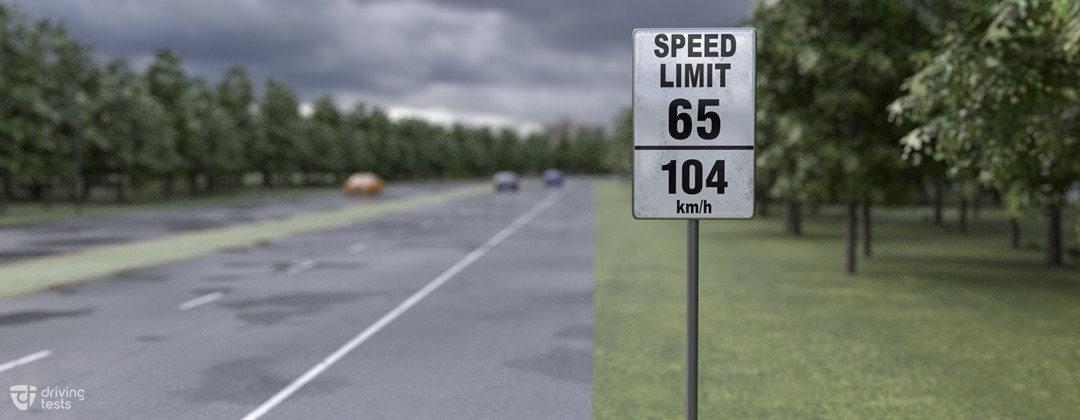 SPEED
LIMIT
65
104
km/h
driving
tests